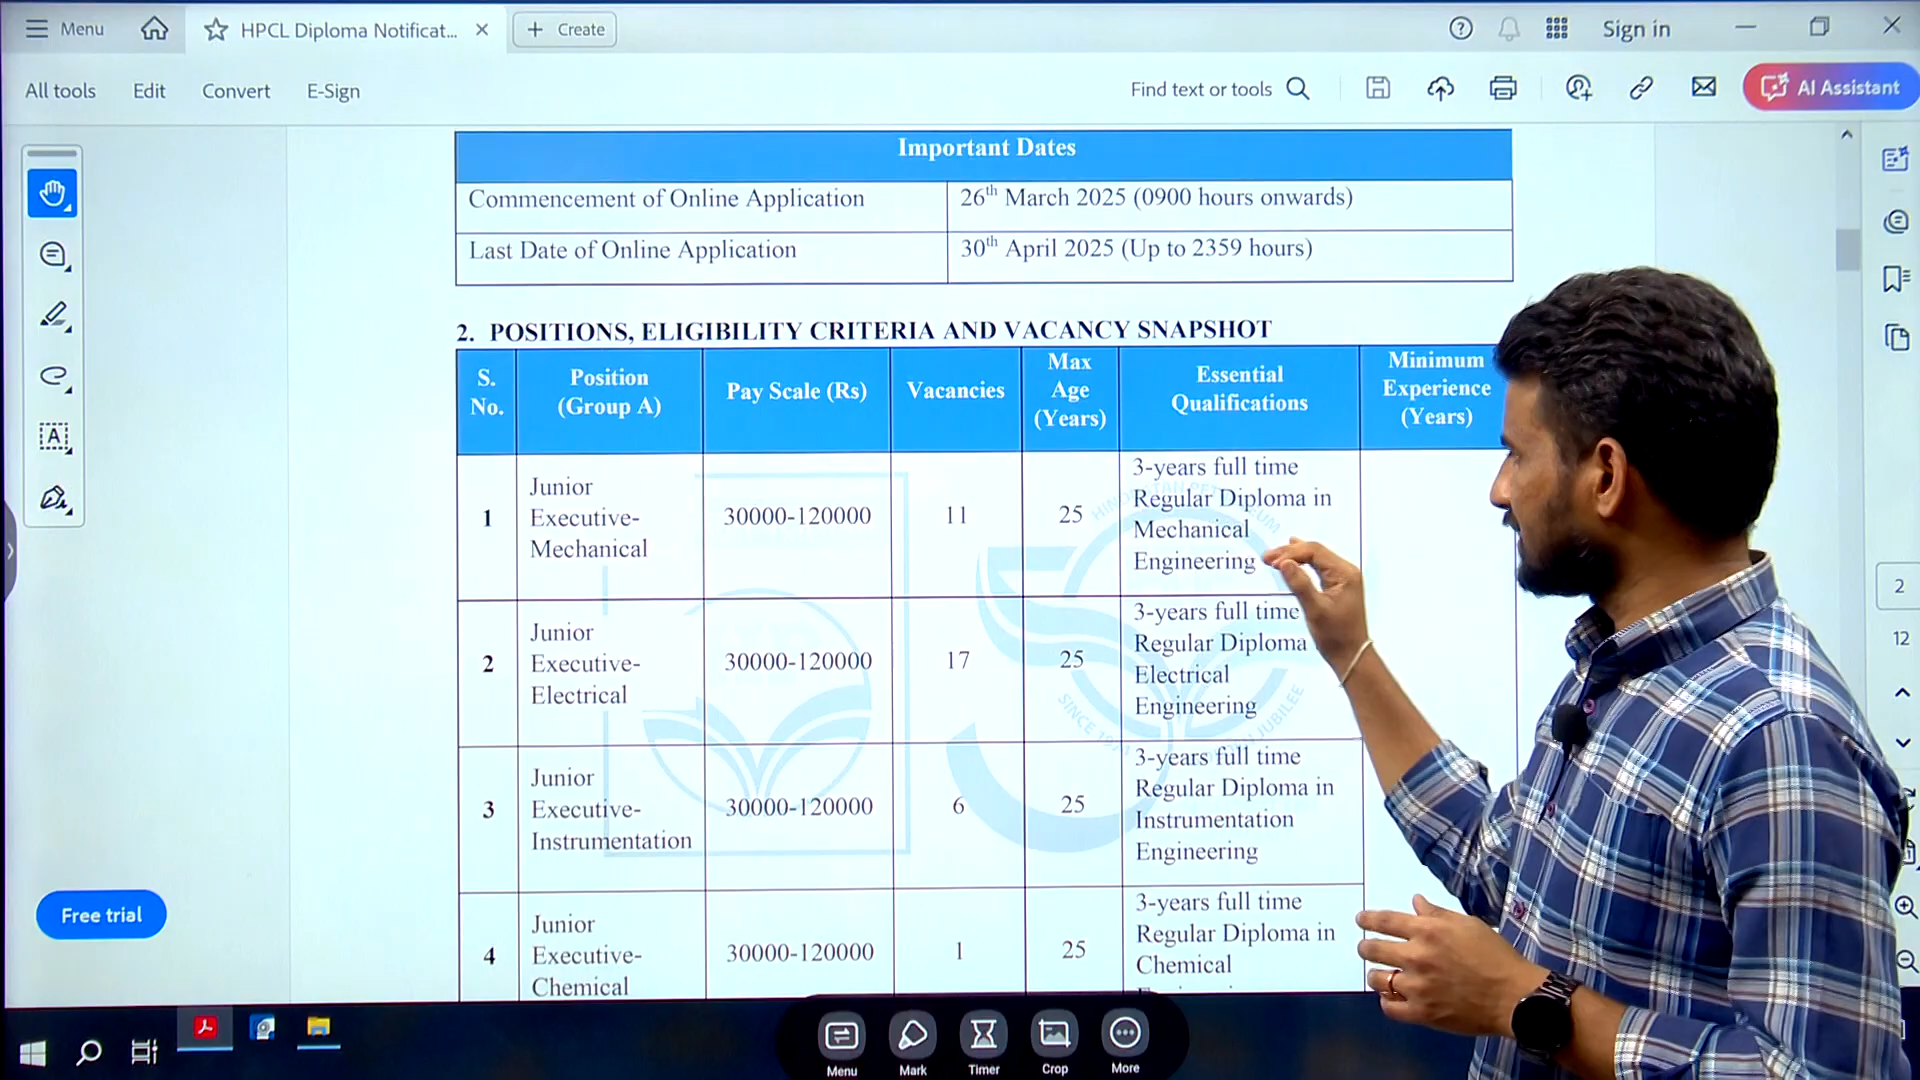 Menu
HPCL Diploma Notificat...
Create
Sign in
All tools
Edit
Convert
E-Sign
Find text or tools
AI Assistant
Important Dates
Commencement of Online Application
26th March 2025 (0900 hours onwards)
Last Date of Online Application
30th April 2025 (Up to 2359 hours)
2. POSITIONS, ELIGIBILITY CRITERIA AND VACANCY SNAPSHOT
S.
No.
Position
(Group A)
Pay Scale (Rs)
Vacancies
Max
Age
(Years)
Essential
Qualifications
Minimum
Experience
(Years)
1
Junior
Executive-
Mechanical
30000-120000
11
25
3-years full time
Regular Diploma in
Mechanical
Engineering
2
Junior
Executive-
Electrical
30000-120000
17
25
3-years full time
Regular Diploma
Electrical
Engineering
3
Junior
Executive-
Instrumentation
30000-120000
6
25
3-years full time
Regular Diploma in
Instrumentation
Engineering
4
Junior
Executive-
Chemical
30000-120000
1
25
3-years full time
Regular Diploma in
Chemical
2
12
Free trial
Menu
Mark
Timer
Crop
More